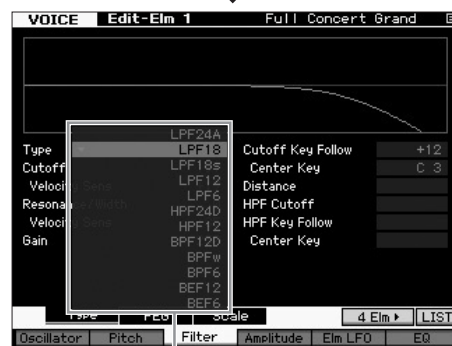 VOICE Edit-Elm 1 Full Concert Grand
LPF24A
Type LPF18 Cutoff Key Follow +12
Cutoff LPF18s Center Key C 3
Velocity Sens LPF12 Distance
Resonance/Width LPF6 HPF Cutoff
HPF24D
Velocity Sens HPF12 HPF Key Follow
Gain BPF12D Center Key
BPFw
BPF6
BEF12
BEF6
Type PEG Scale 4 Elm LIST
Oscillator Pitch Filter Amplitude Elm LFO EQ